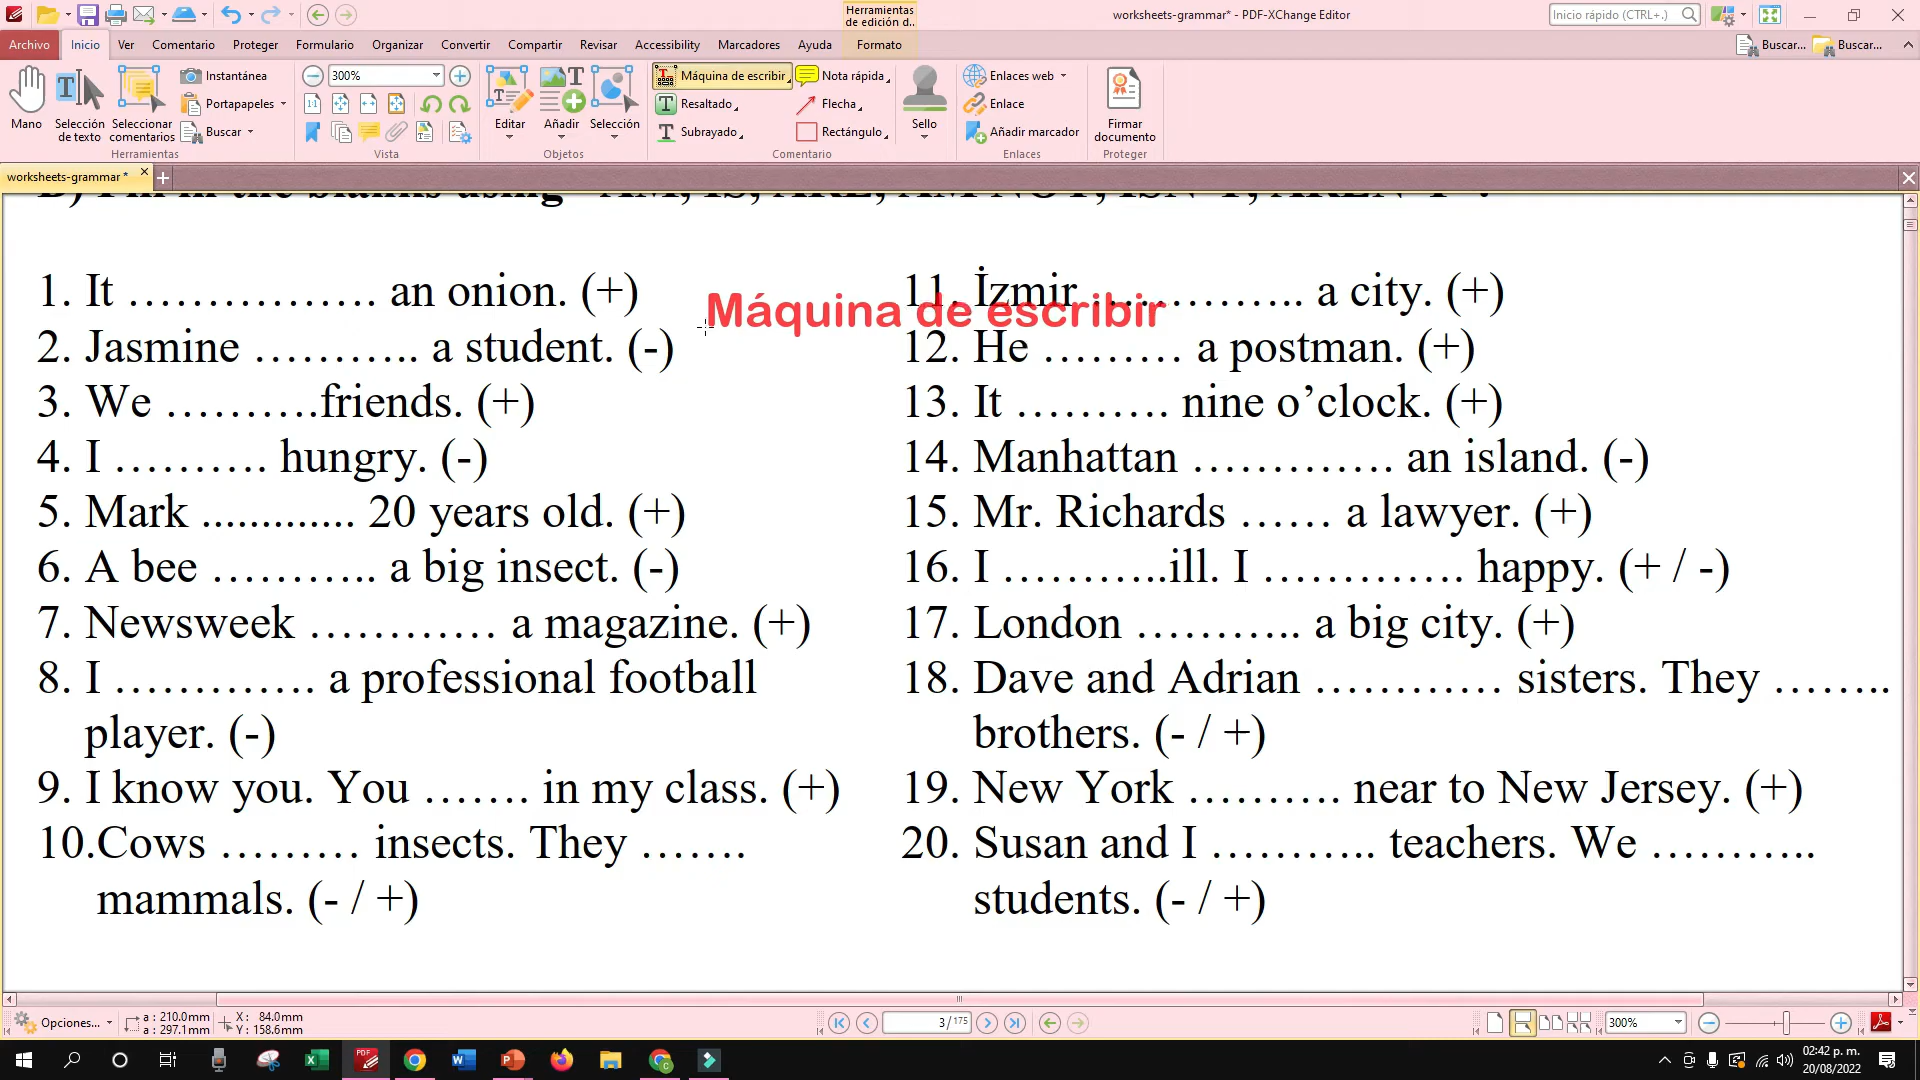 Herramientas
de edición d..
worksheets-grammar* - PDF-XChange Editor
Inicio rápido (CTRL+.)
Archivo Inicio Ver Comentario Proteger Formulario Organizar Convertir Compartir Revisar Accessibility Marcadores Ayuda Formato
Buscar... Buscar...
Mano
Selección
de texto
Seleccionar
comentarios
Instantánea
Portapapeles
Buscar
Herramientas
300%
Vista
Editar
Añadir
Selección
Objetos
Máquina de escribir
Resaltado
Subrayado
Nota rápida
Flecha
Rectángulo
Sello
Comentario
Enlaces web
Enlace
Añadir marcador
Enlaces
Firmar
documento
Proteger
worksheets-grammar *
1. It ……………. an onion. (+)
2. Jasmine ……….. a student. (-)
3. We ……….friends. (+)
4. I ………. hungry. (-)
5. Mark ............. 20 years old. (+)
6. A bee ……….. a big insect. (-)
7. Newsweek ………… a magazine. (+)
8. I …………. a professional football
player. (-)
9. I know you. You ……. in my class. (+)
10.Cows ……… insects. They …….
mammals. (- / +)
Máquina de escribir
11. İzmir ………….. a city. (+)
12. He ……… a postman. (+)
13. It ………. nine o’clock. (+)
14. Manhattan …………. an island. (-)
15. Mr. Richards …… a lawyer. (+)
16. I ………..ill. I …………. happy. (+ / -)
17. London ……….. a big city. (+)
18. Dave and Adrian ………… sisters. They ……..
brothers. (- / +)
19. New York ………. near to New Jersey. (+)
20. Susan and I ……….. teachers. We ………..
students. (- / +)
Opciones...
a : 210.0mm
a : 297.1mm
X : 84.0mm
Y : 158.6mm
3 / 175
300%
02:42 p. m.
20/08/2022